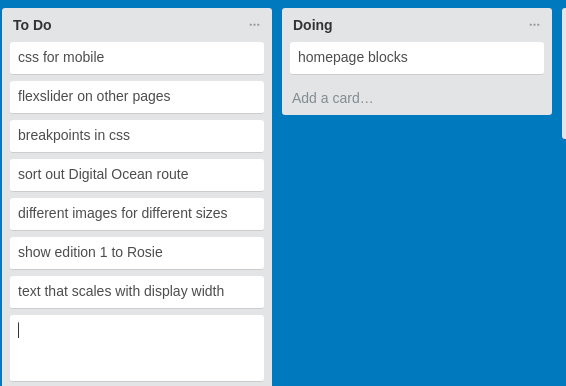 To Do
css for mobile
flexslider on other pages
breakpoints in css
sort out Digital Ocean route
different images for different sizes
show edition 1 to Rosie
text that scales with display width
Doing
homepage blocks
Add a card…